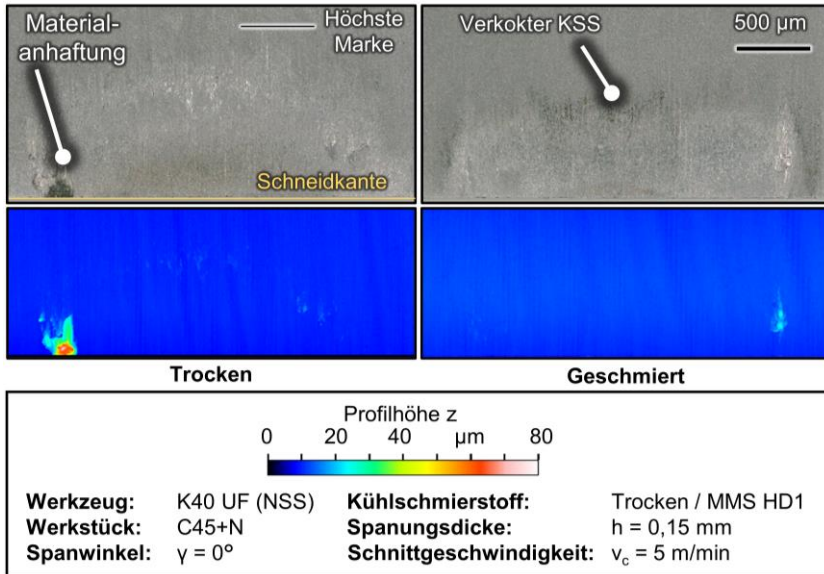 Material-
anhaftung
Höchste
Marke
Schneidkante
Verkokter KSS
500 µm
Trocken
Geschmiert
Profilhöhe z
0 20 40 µm 80
Werkzeug: K40 UF (NSS) Kühlschmierstoff: Trocken / MMS HD1
Werkstück: C45+N Spanungsdicke: h = 0,15 mm
Spanwinkel: γ = 0° Schnittgeschwindigkeit: v_c = 5 m/min